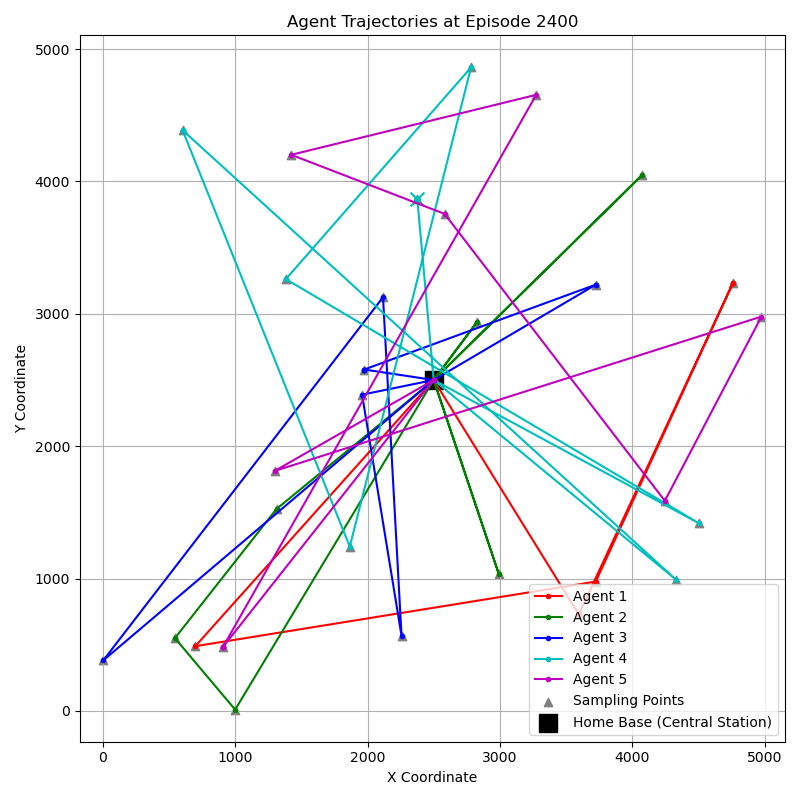 Agent Trajectories at Episode 2400
5000
4000
3000
2000
1000
0
Y Coordinate
0 1000 2000 3000 4000 5000
X Coordinate
Agent 1
Agent 2
Agent 3
Agent 4
Agent 5
Sampling Points
Home Base (Central Station)